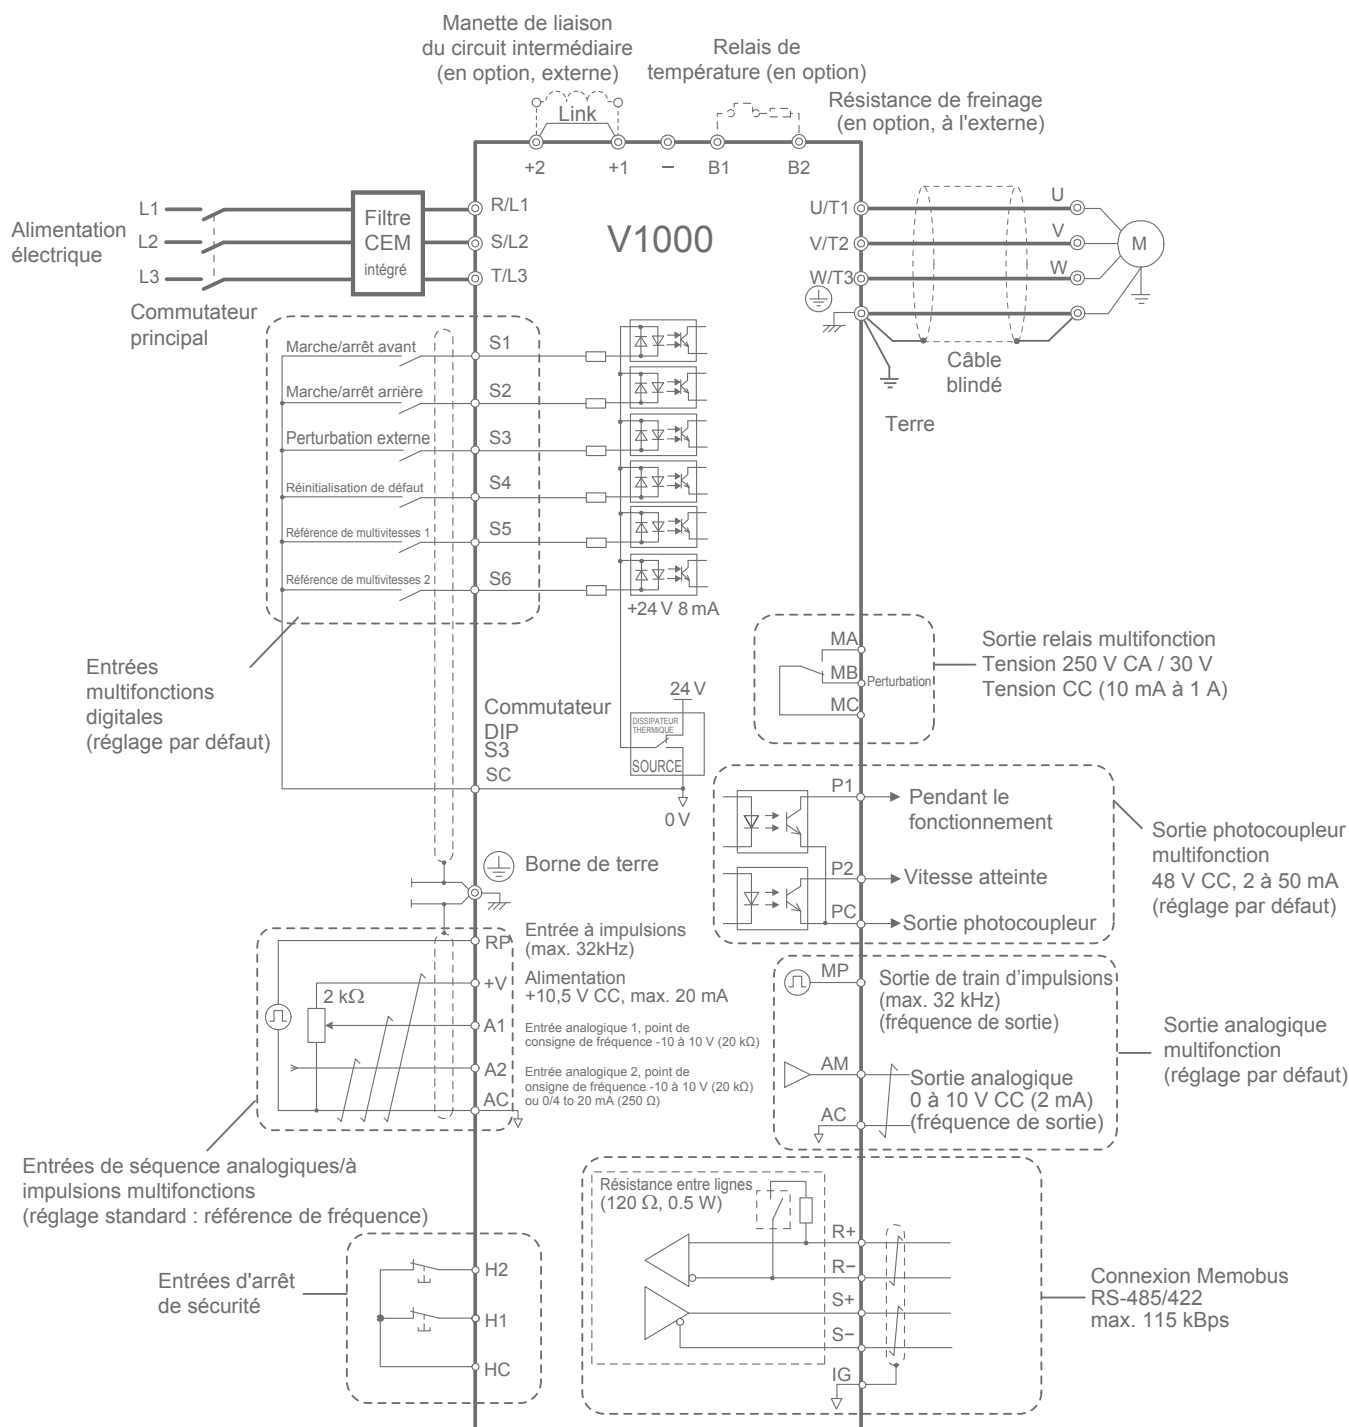 Manette de liaison
du circuit intermédiaire
(en option, externe)
Relais de
température (en option)
Résistance de freinage
(en option, à l'externe)
Link
+2
+1
−
B1
B2
Alimentation
électrique
L1
L2
L3
Commutateur
principal
Filtre
CEM
intégré
R/L1
S/L2
T/L3
V1000
U/T1
V/T2
W/T3
U
V
W
M
Câble
blindé
Terre
Marche/arrêt avant
S1
Marche/arrêt arrière
S2
Perturbation externe
S3
Réinitialisation de défaut
S4
Référence de multivitesses 1
S5
Référence de multivitesses 2
S6
+24 V 8 mA
Entrées
multifonctions
digitales
(réglage par défaut)
Commutateur
DIP
S3
SC
24 V
DISSIPATEUR
THERMIQUE
SOURCE
0 V
MA
MB
MC
Perturbation
Sortie relais multifonction
Tension 250 V CA / 30 V
Tension CC (10 mA à 1 A)
P1
Pendant le
fonctionnement
P2
Vitesse atteinte
PC
Sortie photocoupleur
Sortie photocoupleur
multifonction
48 V CC, 2 à 50 mA
(réglage par défaut)
Borne de terre
RP
Entrée à impulsions
(max. 32kHz)
+V
Alimentation
+10,5 V CC, max. 20 mA
2 kΩ
A1
Entrée analogique 1, point de
consigne de fréquence -10 à 10 V (20 kΩ)
A2
Entrée analogique 2, point de
onsigne de fréquence -10 à 10 V (20 kΩ)
ou 0/4 to 20 mA (250 Ω)
AC
Entrées de séquence analogiques/à
impulsions multifonctions
(réglage standard : référence de fréquence)
MP
Sortie de train d'impulsions
(max. 32 kHz)
(fréquence de sortie)
AM
Sortie analogique
0 à 10 V CC (2 mA)
(fréquence de sortie)
AC
Sortie analogique
multifonction
(réglage par défaut)
Entrées d'arrêt
de sécurité
H2
H1
HC
Résistance entre lignes
(120 Ω, 0.5 W)
R+
R−
S+
S−
IG
Connexion Memobus
RS-485/422
max. 115 kBps